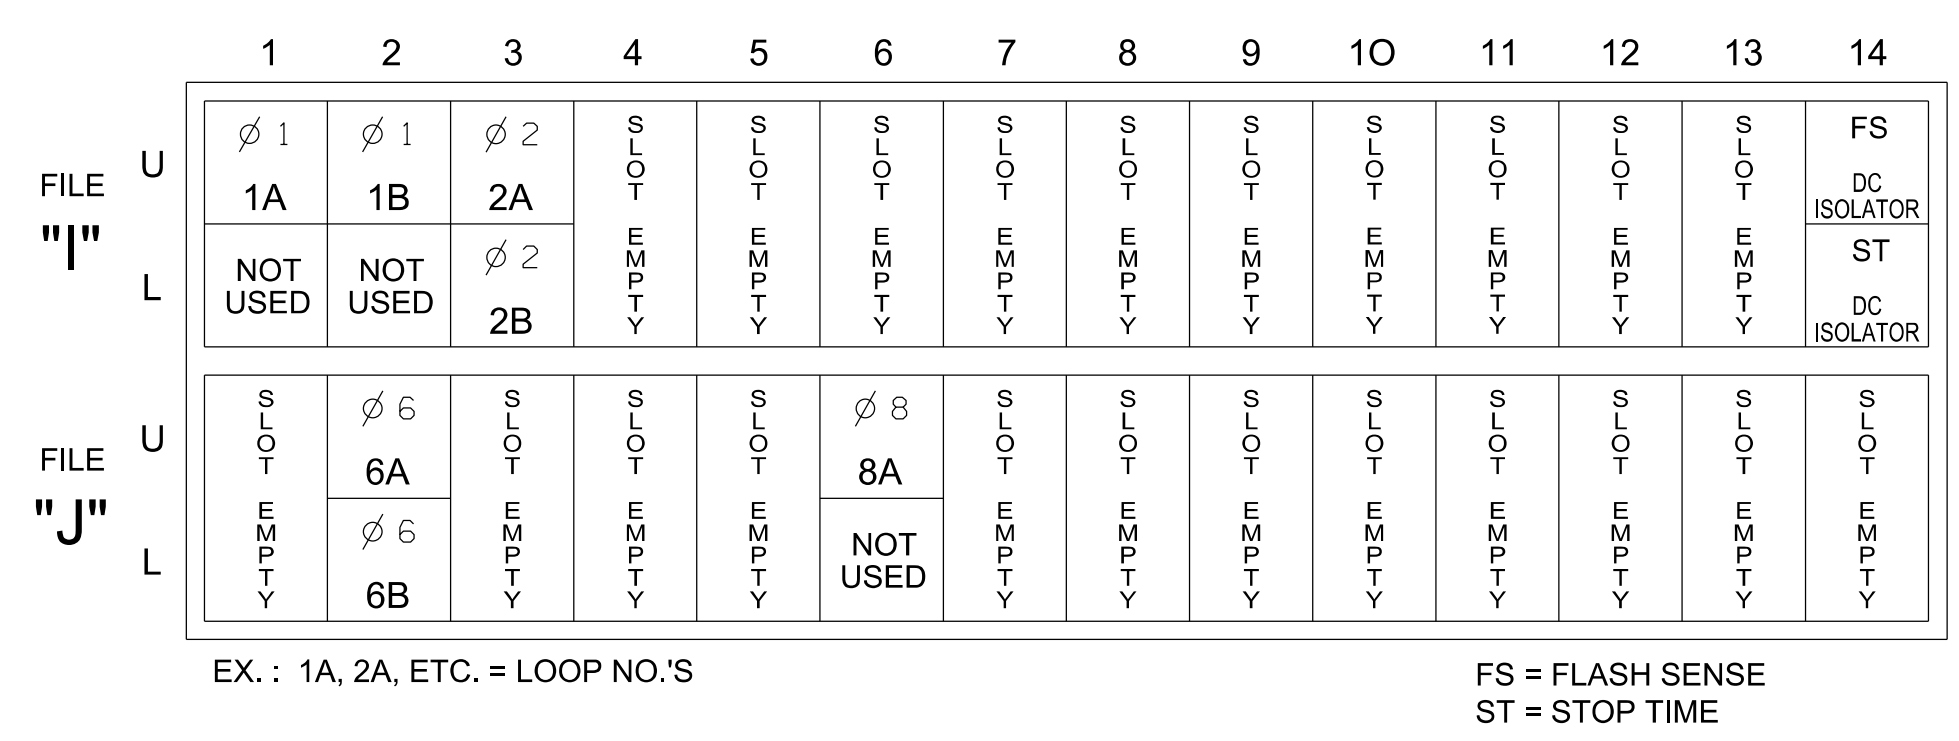 1 2 3 4 5 6 7 8 9 10 11 12 13 14
FILE "I"
U
∅ 1 1A
∅ 1 1B
∅ 2 2A
SLOT EMPTY
SLOT EMPTY
SLOT EMPTY
SLOT EMPTY
SLOT EMPTY
SLOT EMPTY
SLOT EMPTY
SLOT EMPTY
SLOT EMPTY
SLOT EMPTY
FS
DC
ISOLATOR
L
NOT
USED
NOT
USED
∅ 2 2B
ST
DC
ISOLATOR
FILE "J"
U
SLOT EMPTY
∅ 6 6A
SLOT EMPTY
SLOT EMPTY
SLOT EMPTY
∅ 8 8A
SLOT EMPTY
SLOT EMPTY
SLOT EMPTY
SLOT EMPTY
SLOT EMPTY
SLOT EMPTY
SLOT EMPTY
SLOT EMPTY
L
∅ 6 6B
NOT
USED
EX. : 1A, 2A, ETC. = LOOP NO.'S
FS = FLASH SENSE
ST = STOP TIME